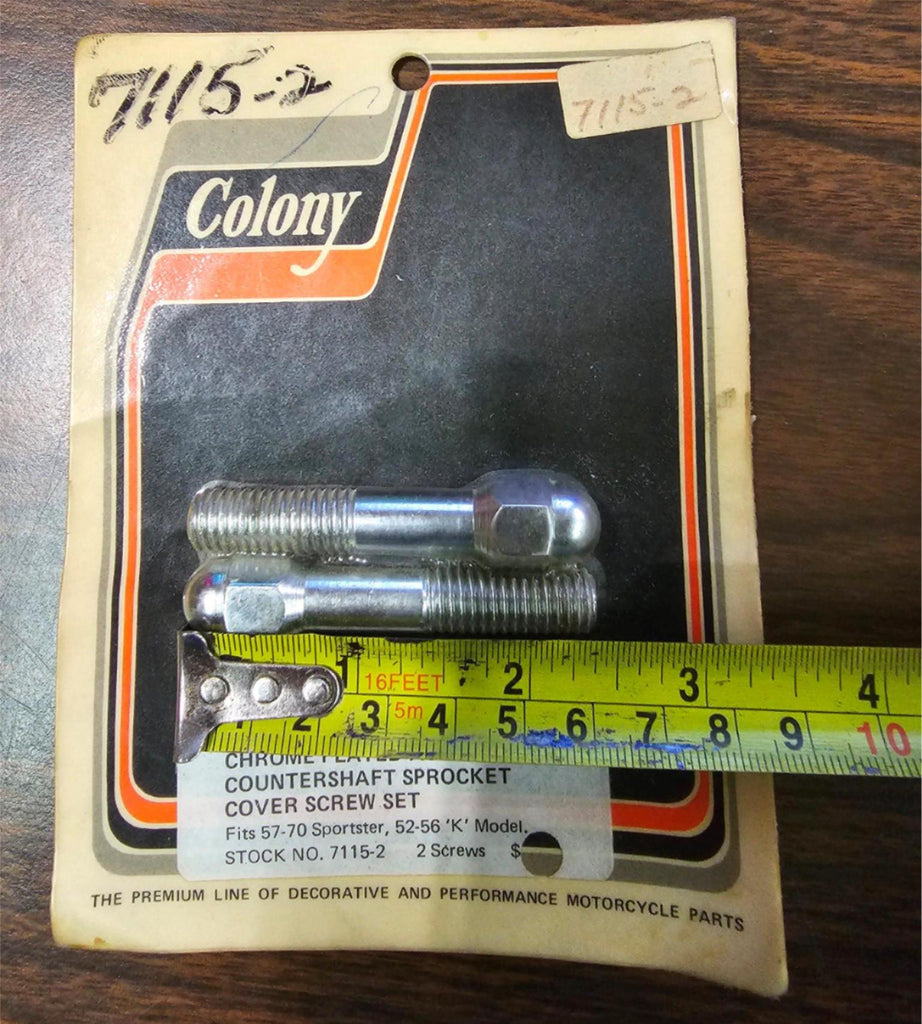 7115-2
7115-2
Colony
1 2 3 4
16FEET
2 3 5m 4 5 6 7 8 9 10
CHROME PLATED
COUNTERSHAFT SPROCKET
COVER SCREW SET
Fits 57-70 Sportster, 52-56 'K' Model.
STOCK NO. 7115-2 2 Screws $
THE PREMIUM LINE OF DECORATIVE AND PERFORMANCE MOTORCYCLE PARTS